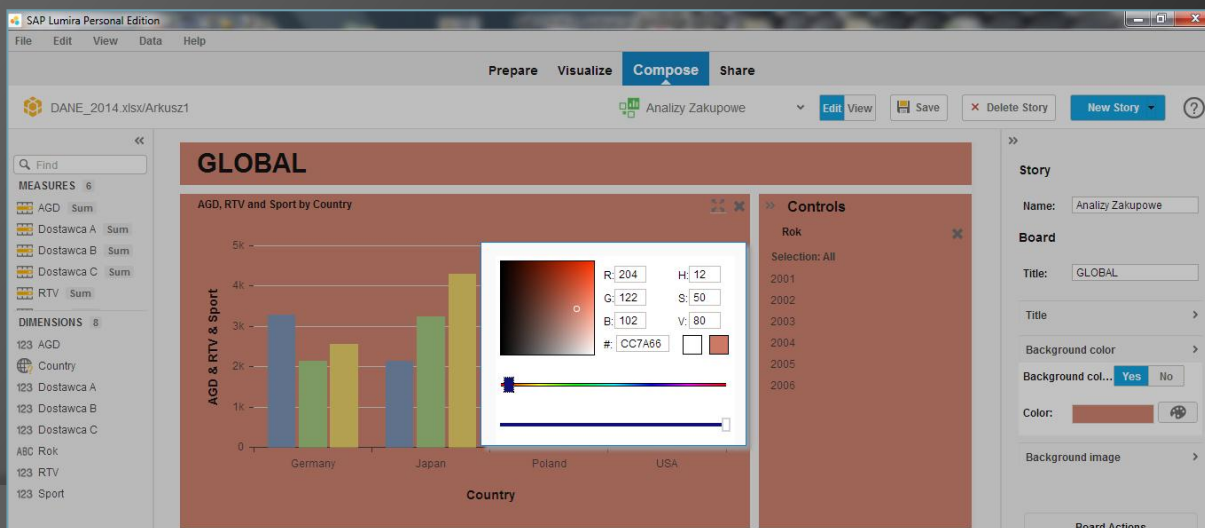 SAP Lumira Personal Edition
File Edit View Data Help
Prepare Visualize Compose Share
DANE_2014.xlsx/Arkusz1
Analizy Zakupowe
Edit View
Save
× Delete Story
New Story
?
«
Find
MEASURES 6
AGD Sum
Dostawca A Sum
Dostawca B Sum
Dostawca C Sum
RTV Sum
DIMENSIONS 8
123 AGD
Country
123 Dostawca A
123 Dostawca B
123 Dostawca C
ABC Rok
123 RTV
123 Sport
GLOBAL
AGD, RTV and Sport by Country
AGD & RTV & Sport
5k
4k
3k
2k
1k
0
Germany Japan Poland USA
Country
R: 204 H: 12
G: 122 S: 50
B: 102 V: 80
#: CC7A66
» Controls
Rok
Selection: All
2001
2002
2003
2004
2005
2006
»
Story
Name: Analizy Zakupowe
Board
Title: GLOBAL
Title
Background color
Background col... Yes No
Color:
Background image
Board Actions